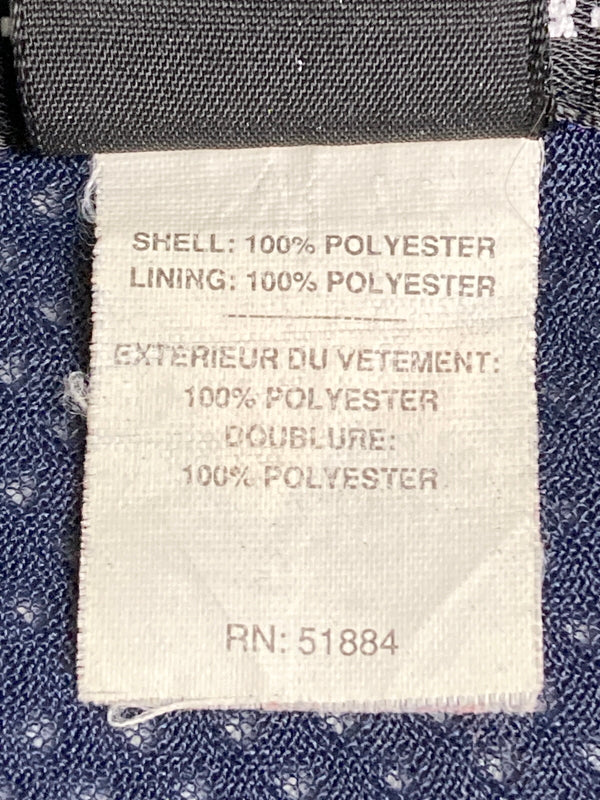 SHELL: 100% POLYESTER
LINING: 100% POLYESTER
EXTERIEUR DU VETEMENT:
100% POLYESTER
DOUBLURE:
100% POLYESTER
RN: 51884